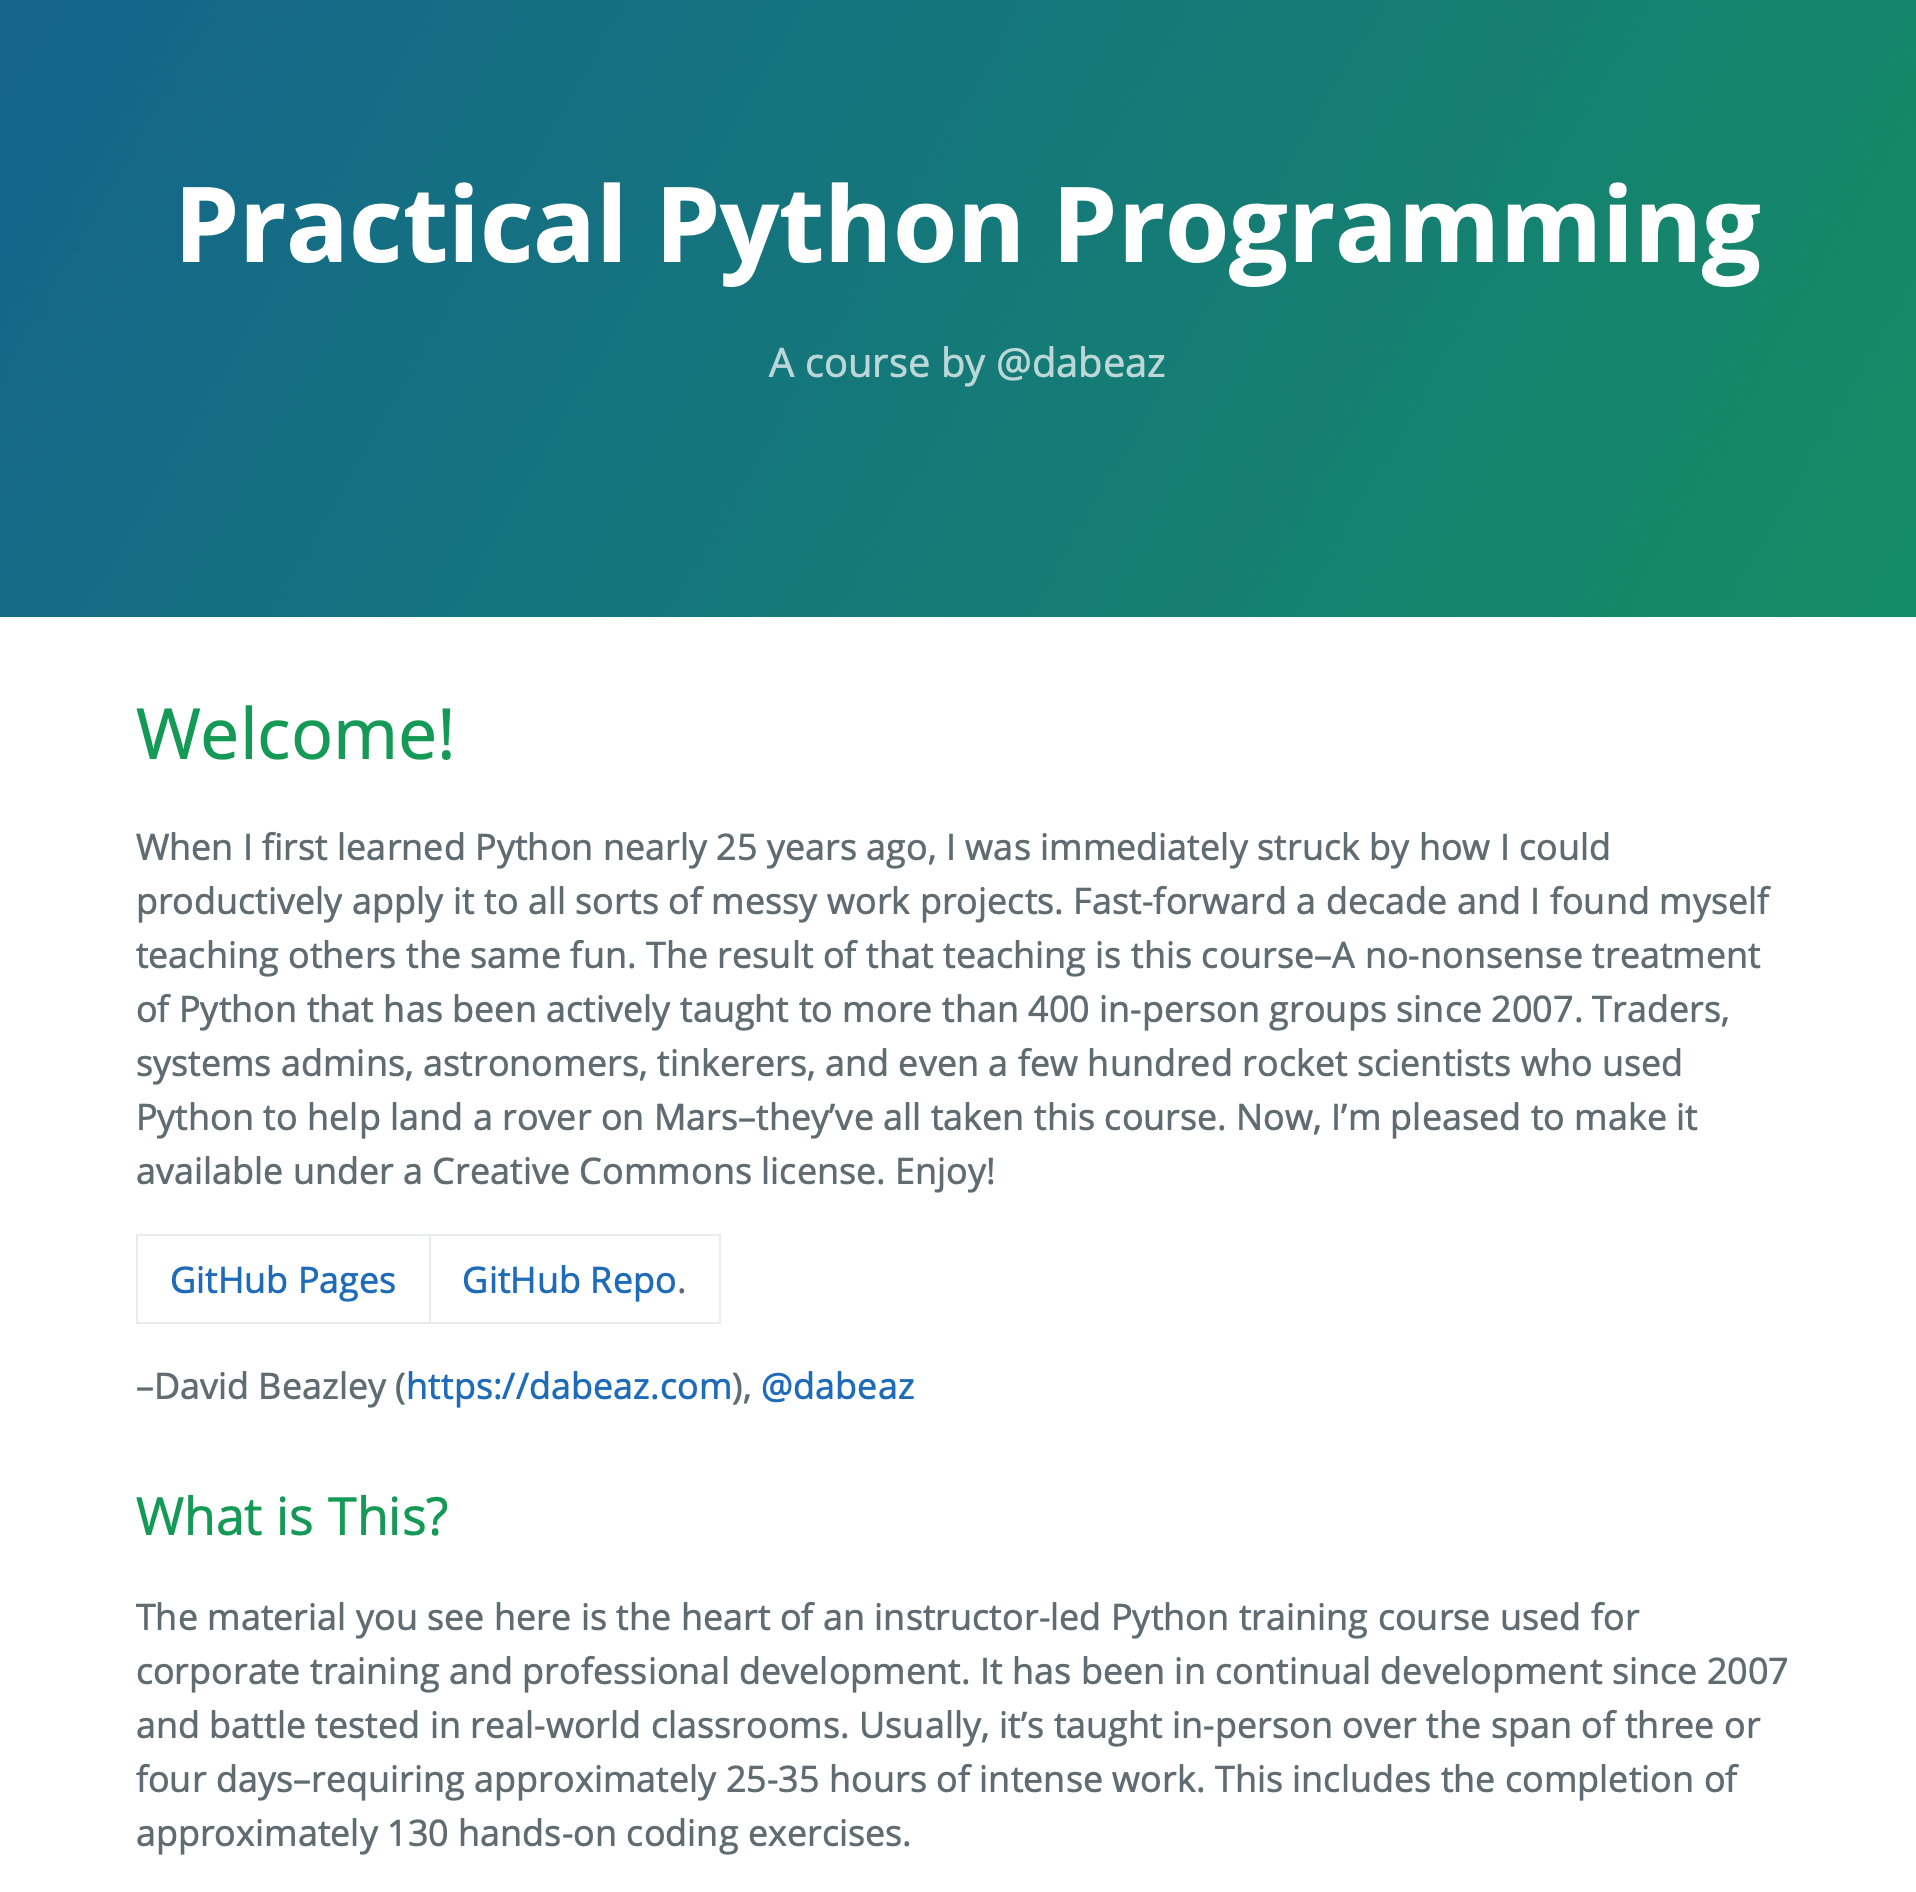 Practical Python Programming
A course by @dabeaz
Welcome!
When I first learned Python nearly 25 years ago, I was immediately struck by how I could
productively apply it to all sorts of messy work projects. Fast-forward a decade and I found myself
teaching others the same fun. The result of that teaching is this course–A no-nonsense treatment
of Python that has been actively taught to more than 400 in-person groups since 2007. Traders,
systems admins, astronomers, tinkerers, and even a few hundred rocket scientists who used
Python to help land a rover on Mars–they’ve all taken this course. Now, I’m pleased to make it
available under a Creative Commons license. Enjoy!
GitHub Pages GitHub Repo.
–David Beazley (https://dabeaz.com), @dabeaz
What is This?
The material you see here is the heart of an instructor-led Python training course used for
corporate training and professional development. It has been in continual development since 2007
and battle tested in real-world classrooms. Usually, it’s taught in-person over the span of three or
four days–requiring approximately 25-35 hours of intense work. This includes the completion of
approximately 130 hands-on coding exercises.